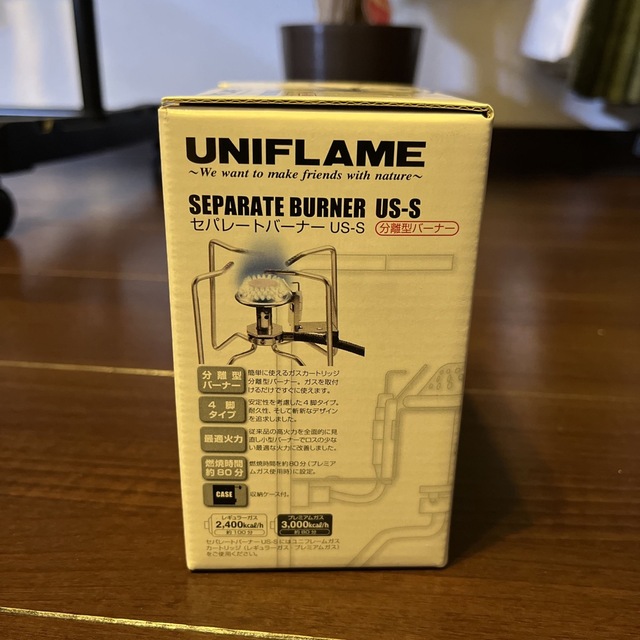 UNIFLAME
~We want to make friends with nature~
SEPARATE BURNER US-S
セパレートバーナー US-S 分離型バーナー
分離型
バーナー
簡単に使えるガスカートリッジ
分離型バーナー。ガスを取付
けるだけですぐに使えます。
4脚
タイプ
安定性を考慮した4脚タイプ。
耐久性、そして斬新なデザイン
を追求しました。
最適火力
従来品の高火力を全面的に見
直し小型バーナーでロスの少な
い最適な火力に改善しました。
燃焼時間
約80分
燃焼時間を約80分(プレミア
ムガス使用時)に設定。
CASE
収納ケース付。
レギュラーガス
2,400kcal/h
約100分
プレミアムガス
3,000kcal/h
約80分
セパレートバーナーUS-Sにはユニフレームガス
カートリッジ(レギュラーガス、プレミアムガス)
をご使用ください。